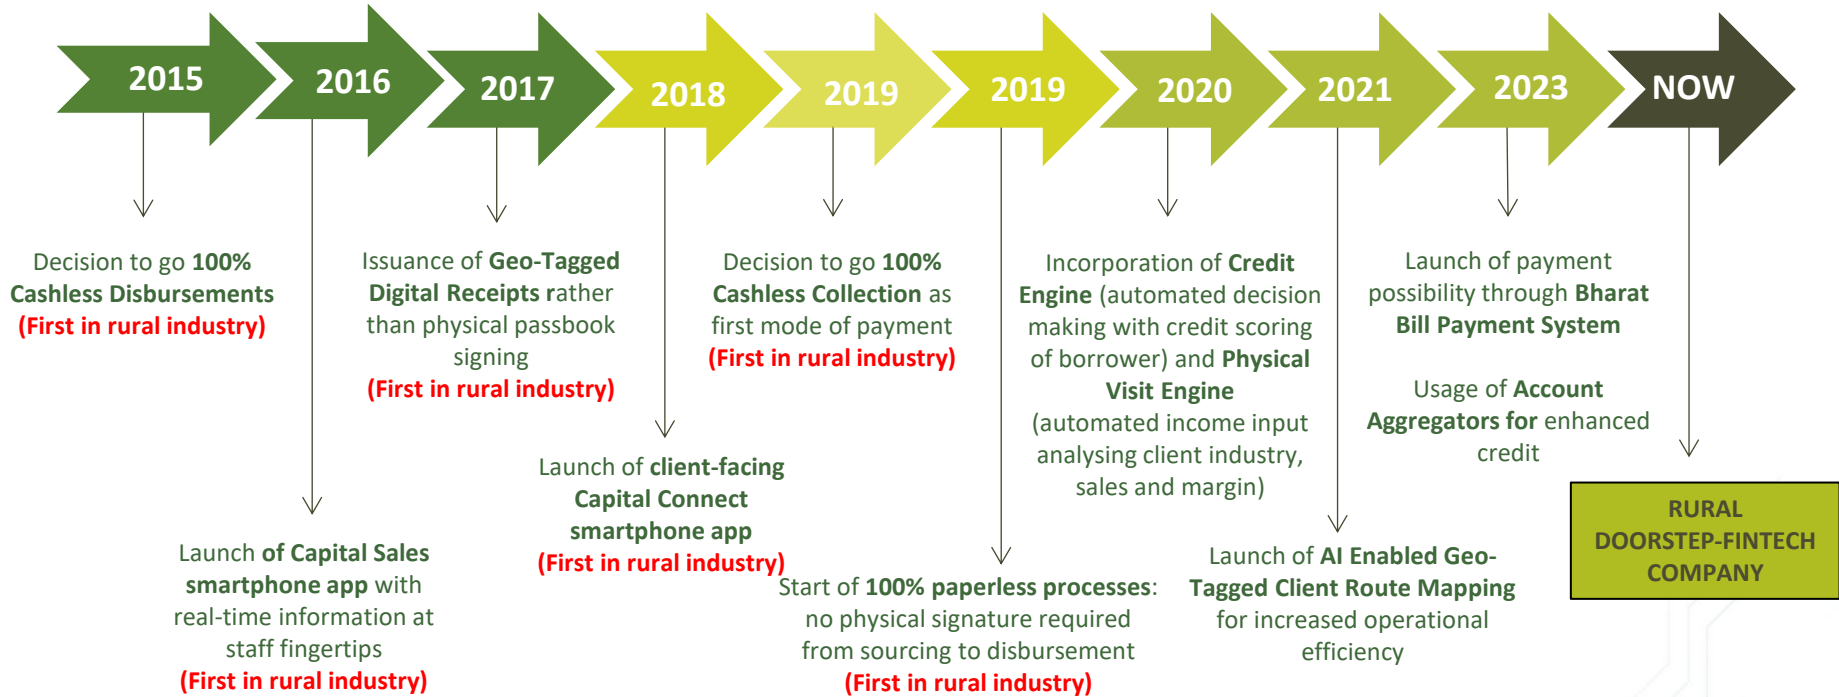 2015
2016
2017
2018
2019
2019
2020
2021
2023
NOW
Decision to go 100%
Cashless Disbursements
(First in rural industry)
Launch of Capital Sales
smartphone app with
real-time information at
staff fingertips
(First in rural industry)
Issuance of Geo-Tagged
Digital Receipts rather
than physical passbook
signing
(First in rural industry)
Launch of client-facing
Capital Connect
smartphone app
(First in rural industry)
Decision to go 100%
Cashless Collection as
first mode of payment
(First in rural industry)
Start of 100% paperless processes:
no physical signature required
from sourcing to disbursement
(First in rural industry)
Incorporation of Credit
Engine (automated decision
making with credit scoring
of borrower) and Physical
Visit Engine
(automated income input
analysing client industry,
sales and margin)
Launch of AI Enabled Geo-
Tagged Client Route Mapping
for increased operational
efficiency
Launch of payment
possibility through Bharat
Bill Payment System
Usage of Account
Aggregators for enhanced
credit
RURAL
DOORSTEP-FINTECH
COMPANY